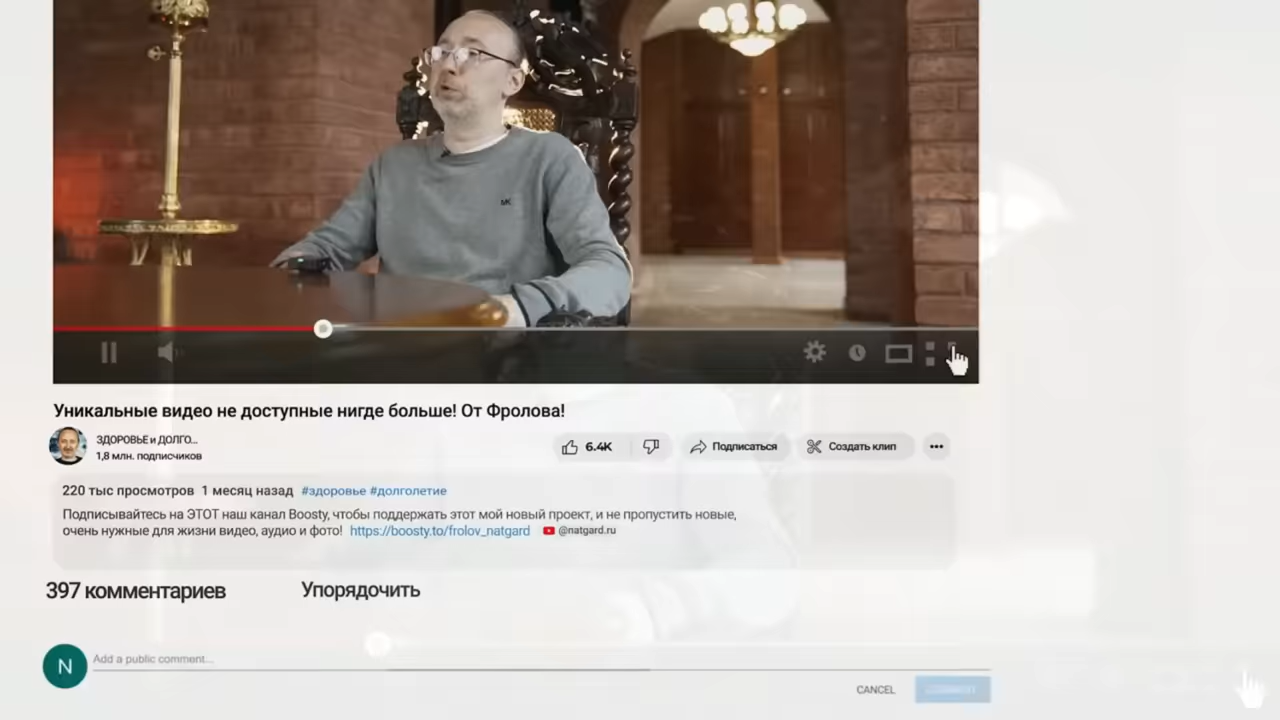 MK
Уникальные видео не доступные нигде больше! От Фролова!
ЗДОРОВЬЕ и ДОЛГО...
1,8 млн. подписчиков
6.4K
Подписаться
Создать клип
220 тыс просмотров 1 месяц назад #здоровье #долголетие
Подписывайтесь на ЭТОТ наш канал Boosty, чтобы поддержать этот мой новый проект, и не пропустить новые,
очень нужные для жизни видео, аудио и фото! https://boosty.to/frolov_natgard @natgard.ru
397 комментариев Упорядочить
N
Add a public comment...
CANCEL
COMMENT